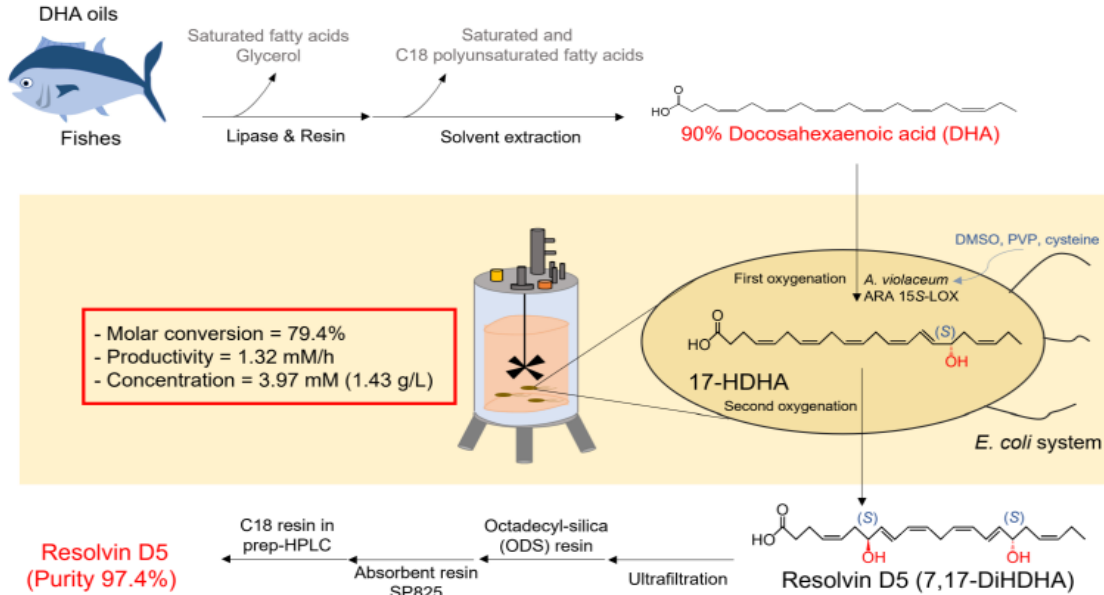 DHA oils
Fishes
Saturated fatty acids
Glycerol
Lipase & Resin
Saturated and
C18 polyunsaturated fatty acids
Solvent extraction
O
HO
90% Docosahexaenoic acid (DHA)
DMSO, PVP, cysteine
First oxygenation
A. violaceum
ARA 15S-LOX
- Molar conversion = 79.4%
- Productivity = 1.32 mM/h
- Concentration = 3.97 mM (1.43 g/L)
O
HO
(S)
OH
17-HDHA
Second oxygenation
E. coli system
O
HO
(S)
OH
(S)
OH
Resolvin D5 (7,17-DiHDHA)
Ultrafiltration
Octadecyl-silica
(ODS) resin
Absorbent resin
SP825
C18 resin in
prep-HPLC
Resolvin D5
(Purity 97.4%)